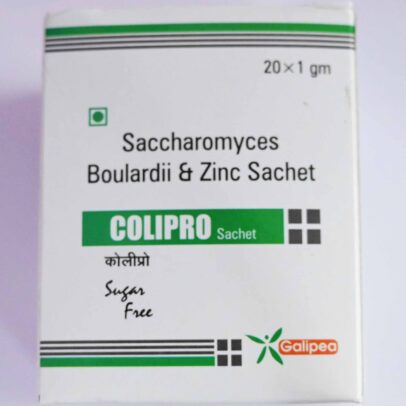 20×1 gm
Saccharomyces
Boulardii & Zinc Sachet
COLIPRO Sachet
कोलीप्रो
Sugar
Free
Galipea